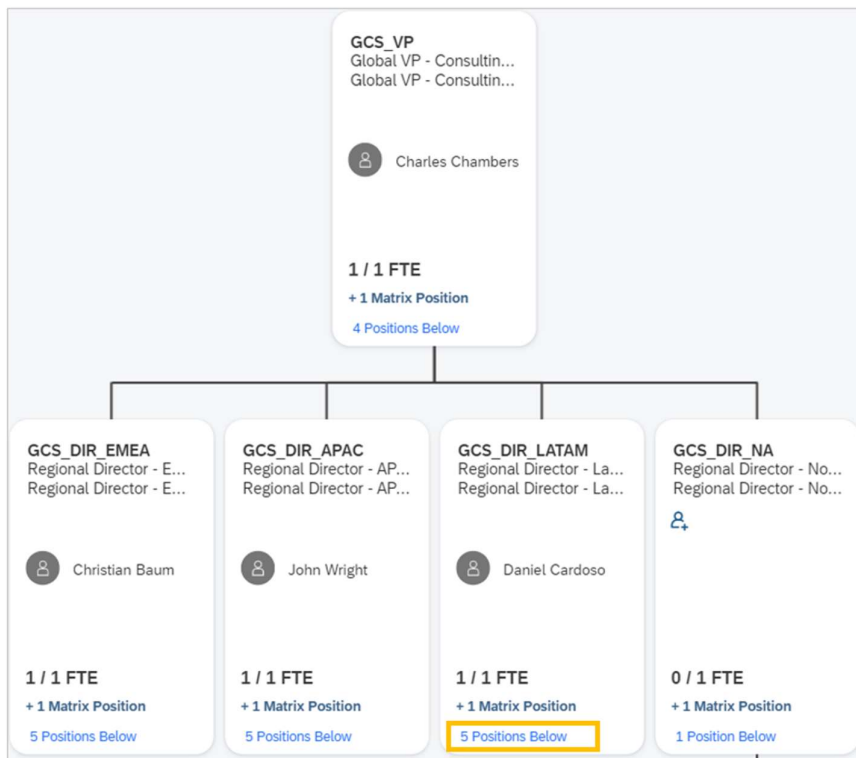 GCS_VP
Global VP - Consultin...
Global VP - Consultin...
Charles Chambers
1 / 1 FTE
+ 1 Matrix Position
4 Positions Below
GCS_DIR_EMEA
Regional Director - E...
Regional Director - E...
Christian Baum
1 / 1 FTE
+ 1 Matrix Position
5 Positions Below
GCS_DIR_APAC
Regional Director - AP...
Regional Director - AP...
John Wright
1 / 1 FTE
+ 1 Matrix Position
5 Positions Below
GCS_DIR_LATAM
Regional Director - La...
Regional Director - La...
Daniel Cardoso
1 / 1 FTE
+ 1 Matrix Position
5 Positions Below
GCS_DIR_NA
Regional Director - No...
Regional Director - No...
0 / 1 FTE
+ 1 Matrix Position
1 Position Below